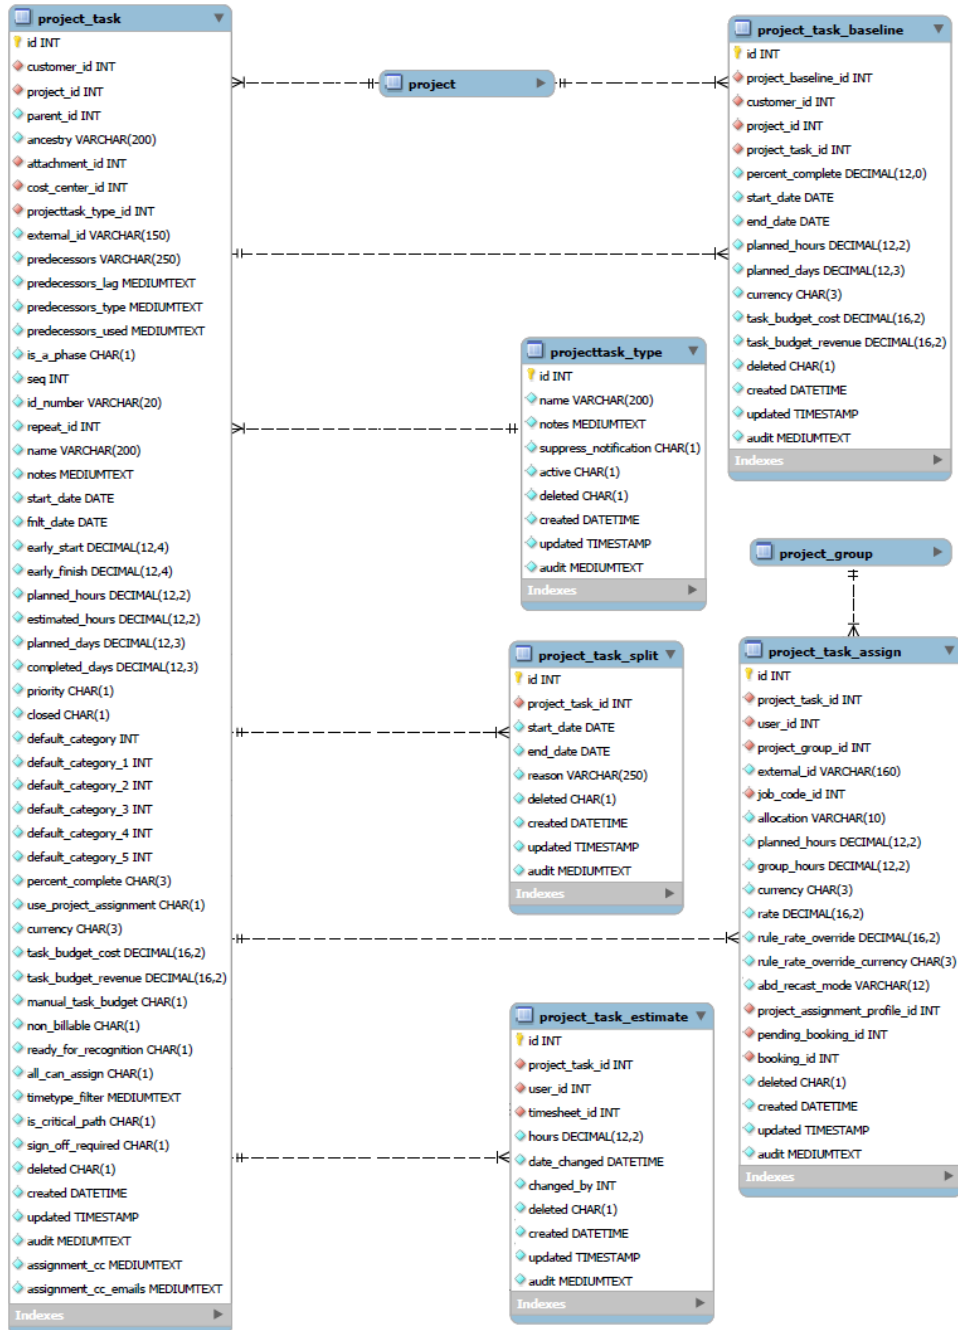 project_task
id INT
customer_id INT
project_id INT
parent_id INT
ancestry VARCHAR(200)
attachment_id INT
cost_center_id INT
projecttask_type_id INT
external_id VARCHAR(150)
predecessors VARCHAR(250)
predecessors_lag MEDIUMTEXT
predecessors_type MEDIUMTEXT
predecessors_used MEDIUMTEXT
is_a_phase CHAR(1)
seq INT
id_number VARCHAR(20)
repeat_id INT
name VARCHAR(200)
notes MEDIUMTEXT
start_date DATE
fnlt_date DATE
early_start DECIMAL(12,4)
early_finish DECIMAL(12,4)
planned_hours DECIMAL(12,2)
estimated_hours DECIMAL(12,2)
planned_days DECIMAL(12,3)
completed_days DECIMAL(12,3)
priority CHAR(1)
closed CHAR(1)
default_category INT
default_category_1 INT
default_category_2 INT
default_category_3 INT
default_category_4 INT
default_category_5 INT
percent_complete CHAR(3)
use_project_assignment CHAR(1)
currency CHAR(3)
task_budget_cost DECIMAL(16,2)
task_budget_revenue DECIMAL(16,2)
manual_task_budget CHAR(1)
non_billable CHAR(1)
ready_for_recognition CHAR(1)
all_can_assign CHAR(1)
timetype_filter MEDIUMTEXT
is_critical_path CHAR(1)
sign_off_required CHAR(1)
deleted CHAR(1)
created DATETIME
updated TIMESTAMP
audit MEDIUMTEXT
assignment_cc MEDIUMTEXT
assignment_cc_emails MEDIUMTEXT
Indexes
project
project_task_baseline
id INT
project_baseline_id INT
customer_id INT
project_id INT
project_task_id INT
percent_complete DECIMAL(12,0)
start_date DATE
end_date DATE
planned_hours DECIMAL(12,2)
planned_days DECIMAL(12,3)
currency CHAR(3)
task_budget_cost DECIMAL(16,2)
task_budget_revenue DECIMAL(16,2)
deleted CHAR(1)
created DATETIME
updated TIMESTAMP
audit MEDIUMTEXT
Indexes
projecttask_type
id INT
name VARCHAR(200)
notes MEDIUMTEXT
suppress_notification CHAR(1)
active CHAR(1)
deleted CHAR(1)
created DATETIME
updated TIMESTAMP
audit MEDIUMTEXT
Indexes
project_group
project_task_split
id INT
project_task_id INT
start_date DATE
end_date DATE
reason VARCHAR(250)
deleted CHAR(1)
created DATETIME
updated TIMESTAMP
audit MEDIUMTEXT
Indexes
project_task_assign
id INT
project_task_id INT
user_id INT
project_group_id INT
external_id VARCHAR(160)
job_code_id INT
allocation VARCHAR(10)
planned_hours DECIMAL(12,2)
group_hours DECIMAL(12,2)
currency CHAR(3)
rate DECIMAL(16,2)
rule_rate_override DECIMAL(16,2)
rule_rate_override_currency CHAR(3)
abd_recast_mode VARCHAR(12)
project_assignment_profile_id INT
pending_booking_id INT
booking_id INT
deleted CHAR(1)
created DATETIME
updated TIMESTAMP
audit MEDIUMTEXT
Indexes
project_task_estimate
id INT
project_task_id INT
user_id INT
timesheet_id INT
hours DECIMAL(12,2)
date_changed DATETIME
changed_by INT
deleted CHAR(1)
created DATETIME
updated TIMESTAMP
audit MEDIUMTEXT
Indexes